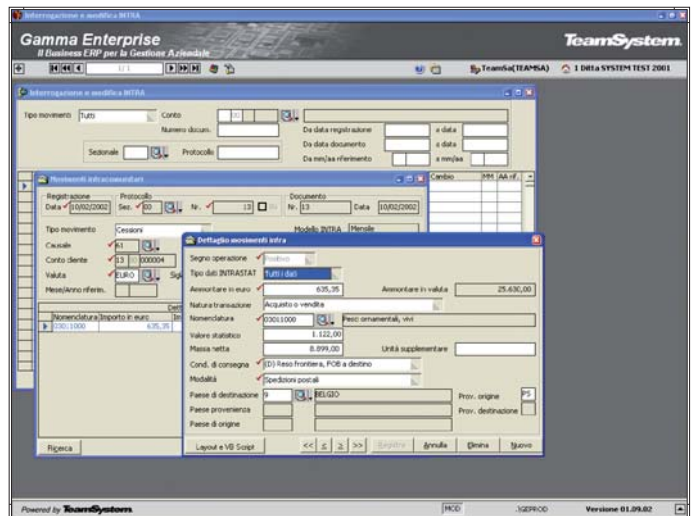 Interrogazione e modifica INTRA
Gamma Enterprise
Il Business ERP per la Gestione Aziendale
TeamSystem
1/1
TeamSa(TEAMSA)
1 Ditta SYSTEM TEST 2001
Interrogazione e modifica INTRA
Tipo movimento Tutti Conto
Numero docum. Da data registrazione a data
Sezionale Protocollo Da data documento a data
Da mm/aa riferimento a mm/aa
Cambio MM AA rif.
Movimenti intracomunitari
Registrazione Protocollo Documento
Data 10/02/2002 Sez. 00 Nr. 13 Nr. 13 Data 10/02/2002
Tipo movimento Cessioni Modello INTRA Mensile
Causale 61
Conto cliente 13 000004
Valuta EURO
Mese/Anno riferim.
Nomenclatura Importo in euro
03011000 635,35
Ricerca
Dettaglio movimenti intra
Segno operazione Positivo
Tipo dati INTRASTAT Tutti i dati
Ammontare in euro 635,35 Ammontare in valuta 25.630,00
Natura transazione Acquisto o vendita
Nomenclatura 03011000 Pesci ornamentali, vivi
Valore statistico 1.122,00
Massa netta 8.899,00 Unità supplementare
Cond. di consegna (D) Reso frontiera, FOB a destino
Modalità Spedizioni postali
Paese di destinazione 9 BELGIO Prov. origine PS
Paese provenienza Prov. destinazione
Paese di origine
Layout e VB Script << < > >> Registra Annulla Elimina Nuovo
Powered by TeamSystem MOD .\GEPROD Versione 01.09.02